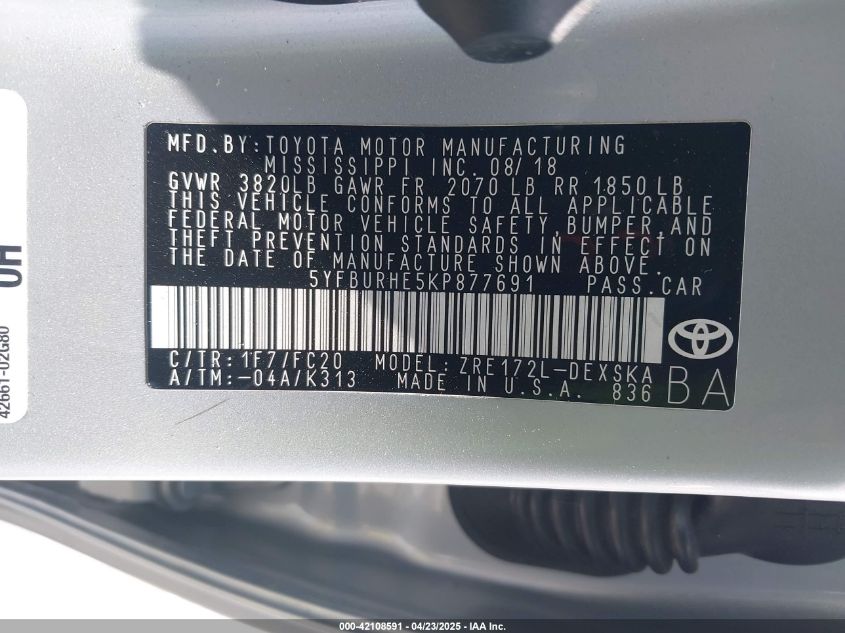 MFD.BY:TOYOTA MOTOR MANUFACTURING
MISSISSIPPI INC. 08/18
GVWR 3820LB GAWR FR 2070 LB RR 1850 LB
THIS VEHICLE CONFORMS TO ALL APPLICABLE
FEDERAL MOTOR VEHICLE SAFETY, BUMPER, AND
THEFT PREVENTION STANDARDS IN EFFECT ON
THE DATE OF MANUFACTURE SHOWN ABOVE.
5YFBURHE5KP877691 PASS.CAR
C/TR:1F7/FC20 MODEL:ZRE172L-DEXSKA
A/TM:-04A/K313 MADE IN U.S.A. 836
BA
42661-02G80
000-42108591 - 04/23/2025 - IAA Inc.